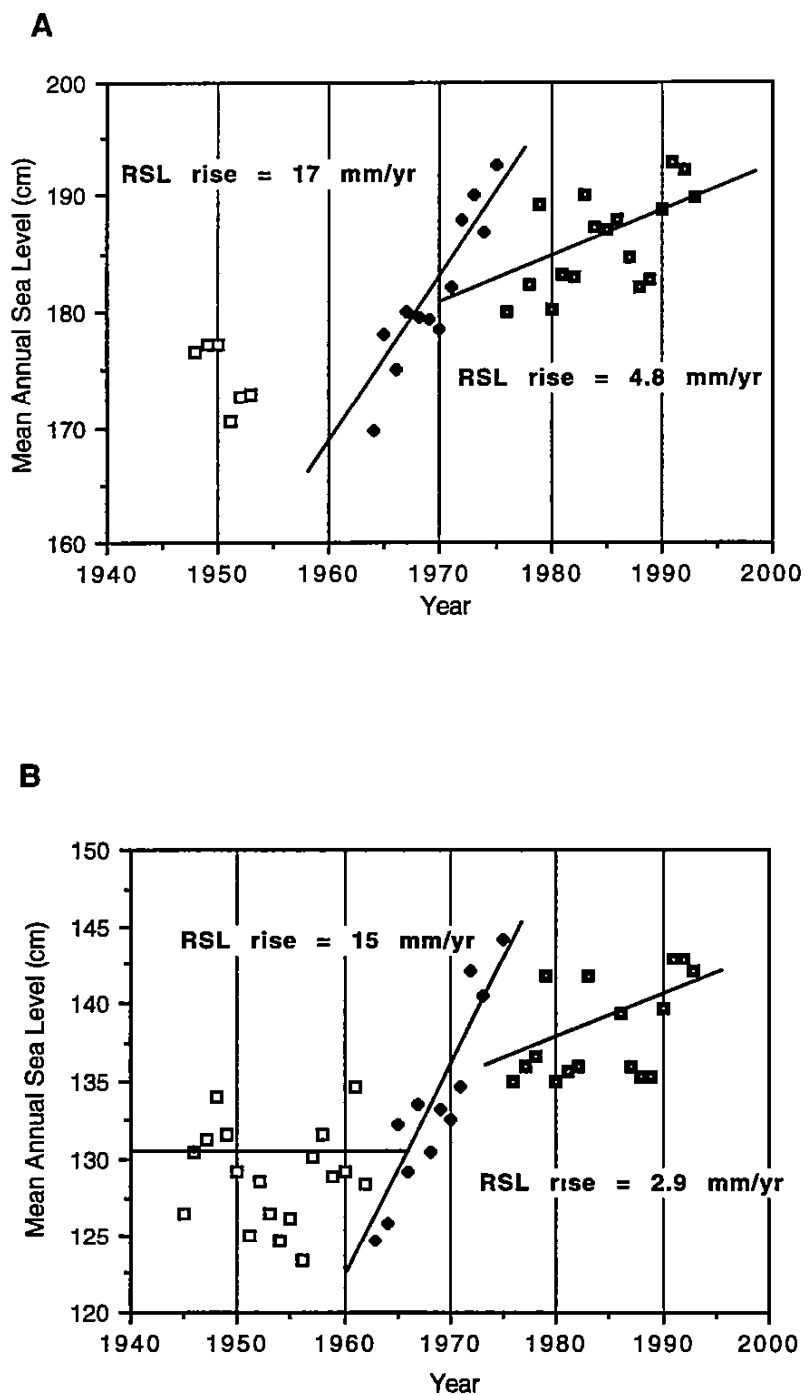 A
200
RSL rise = 17 mm/yr
190
180
RSL rise = 4.8 mm/yr
170
160
1940 1950 1960 1970 1980 1990 2000
Year
Mean Annual Sea Level (cm)
B
150
145
RSL rise = 15 mm/yr
140
135
130
RSL rise = 2.9 mm/yr
125
120
1940 1950 1960 1970 1980 1990 2000
Year
Mean Annual Sea Level (cm)